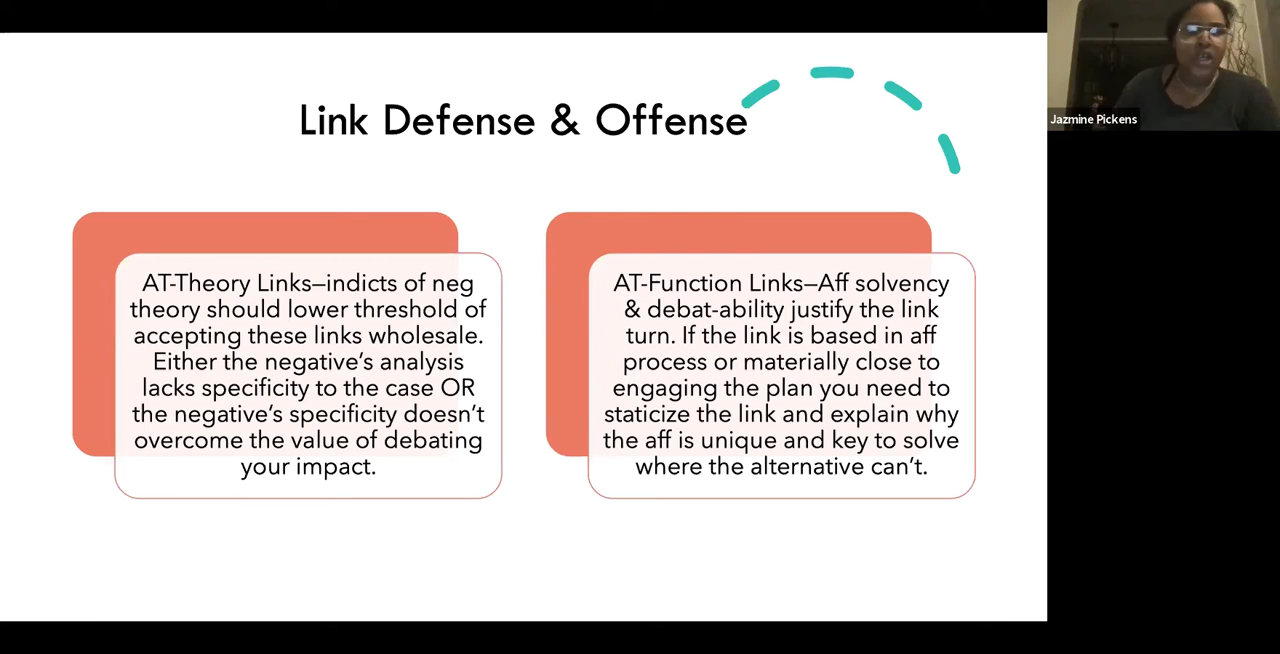 Link Defense & Offense
AT-Theory Links—indicts of neg
theory should lower threshold of
accepting these links wholesale.
Either the negative’s analysis
lacks specificity to the case OR
the negative’s specificity doesn’t
overcome the value of debating
your impact.
AT-Function Links—Aff solvency
& debat-ability justify the link
turn. If the link is based in aff
process or materially close to
engaging the plan you need to
staticize the link and explain why
the aff is unique and key to solve
where the alternative can’t.
Jazmine Pickens